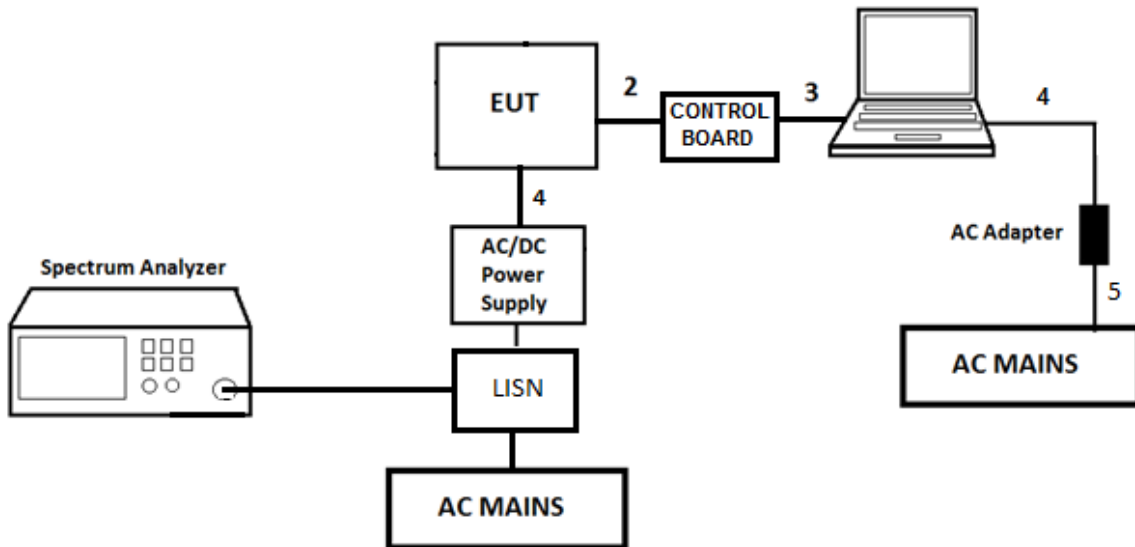 EUT
2
CONTROL
BOARD
3
4
4
AC/DC
Power
Supply
AC Adapter
5
Spectrum Analyzer
LISN
AC MAINS
AC MAINS